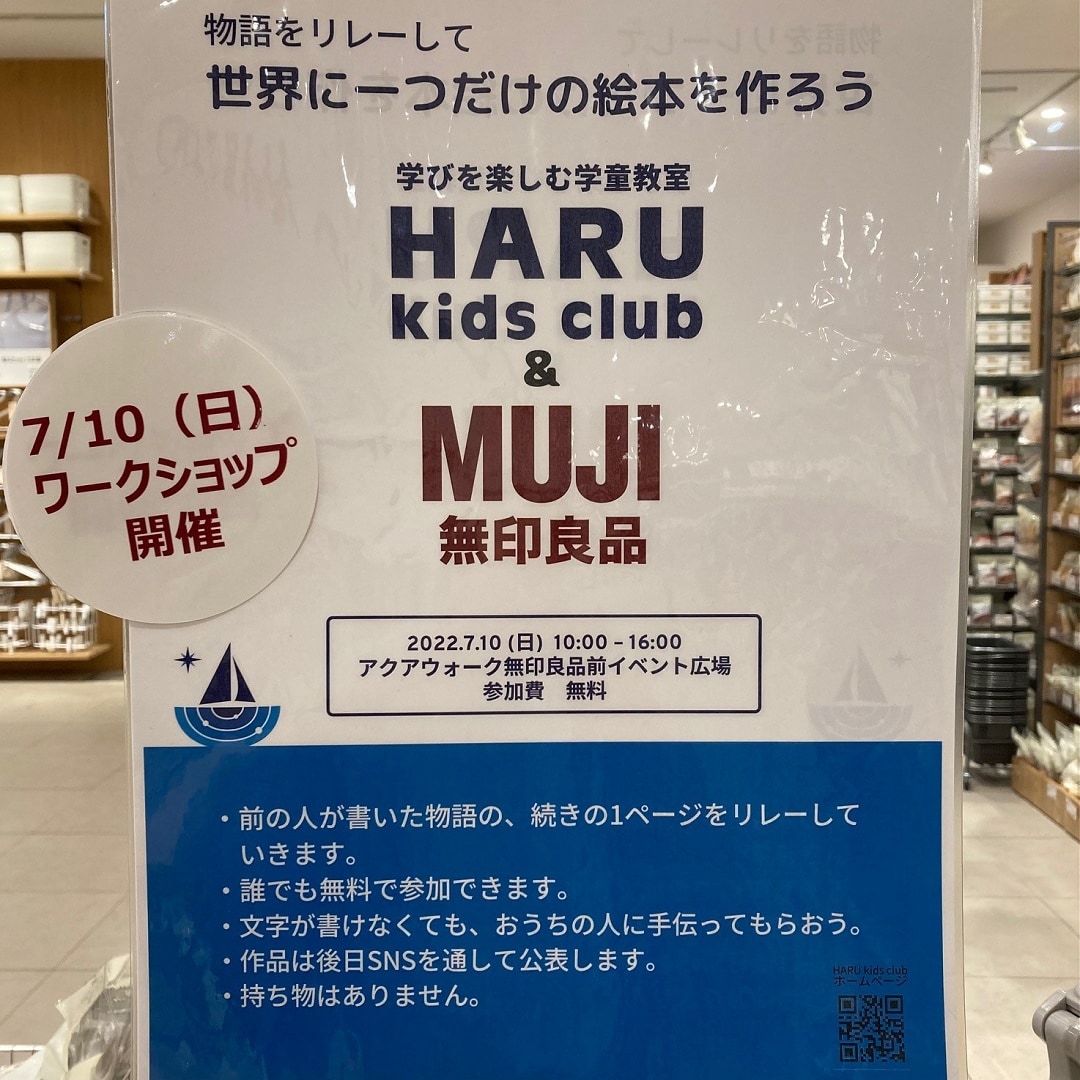 物語をリレーして
世界に一つだけの絵本を作ろう
学びを楽しむ学童教室
HARU
kids club
&
MUJI
無印良品
7/10（日）
ワークショップ
開催
2022.7.10 (日) 10:00 – 16:00
アクアウォーク無印良品前イベント広場
参加費　無料
・前の人が書いた物語の、続きの1ページをリレーして
いきます。
・誰でも無料で参加できます。
・文字が書けなくても、おうちの人に手伝ってもらおう。
・作品は後日SNSを通して公表します。
・持ち物はありません。
HARU kids club
ホームページ